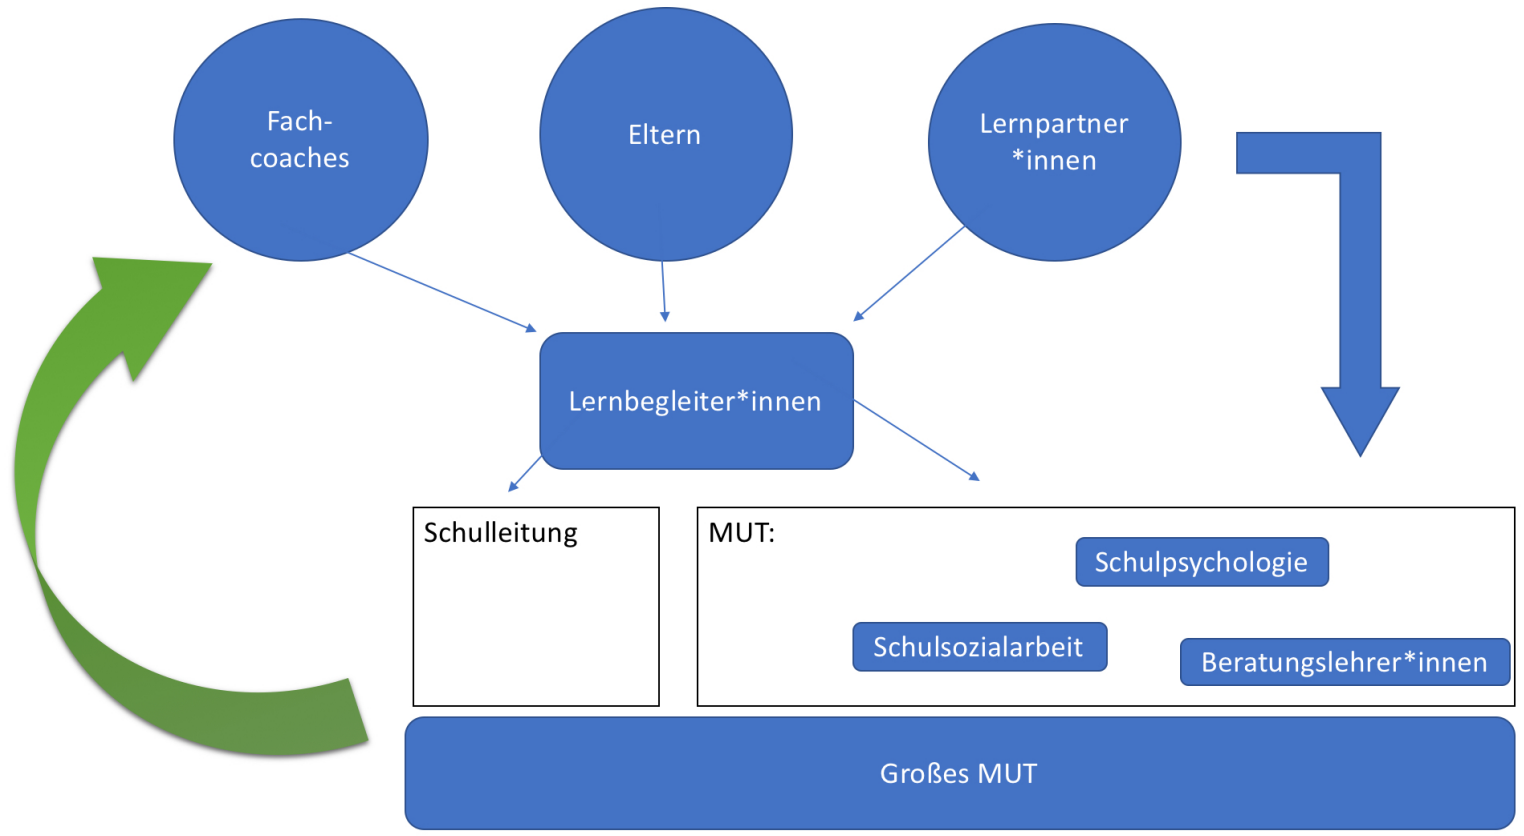 Fach-
coaches
Eltern
Lernpartner
*innen
Lernbegleiter*innen
Schulleitung
MUT:
Schulpsychologie
Schulsozialarbeit
Beratungslehrer*innen
Großes MUT